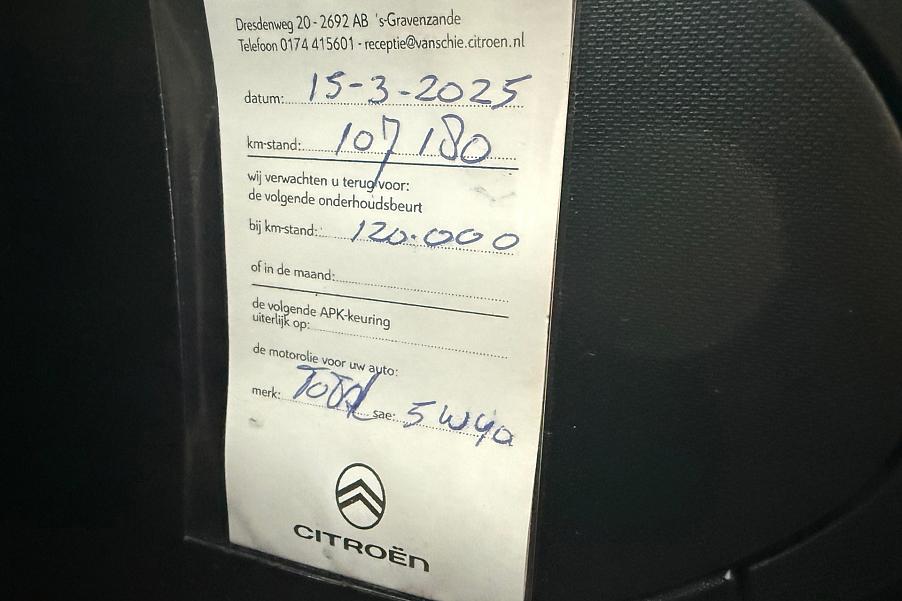 Dresdenweg 20 - 2692 AB 's-Gravenzande
Telefoon 0174 415601 - receptie@vanschie.citroen.nl
datum: 15-3-2025
km-stand: 107 180
wij verwachten u terug voor:
de volgende onderhoudsbeurt
bij km-stand: 120.000
of in de maand:
de volgende APK-keuring
uiterlijk op:
de motorolie voor uw auto:
merk: Total sae: 5W40
CITROËN